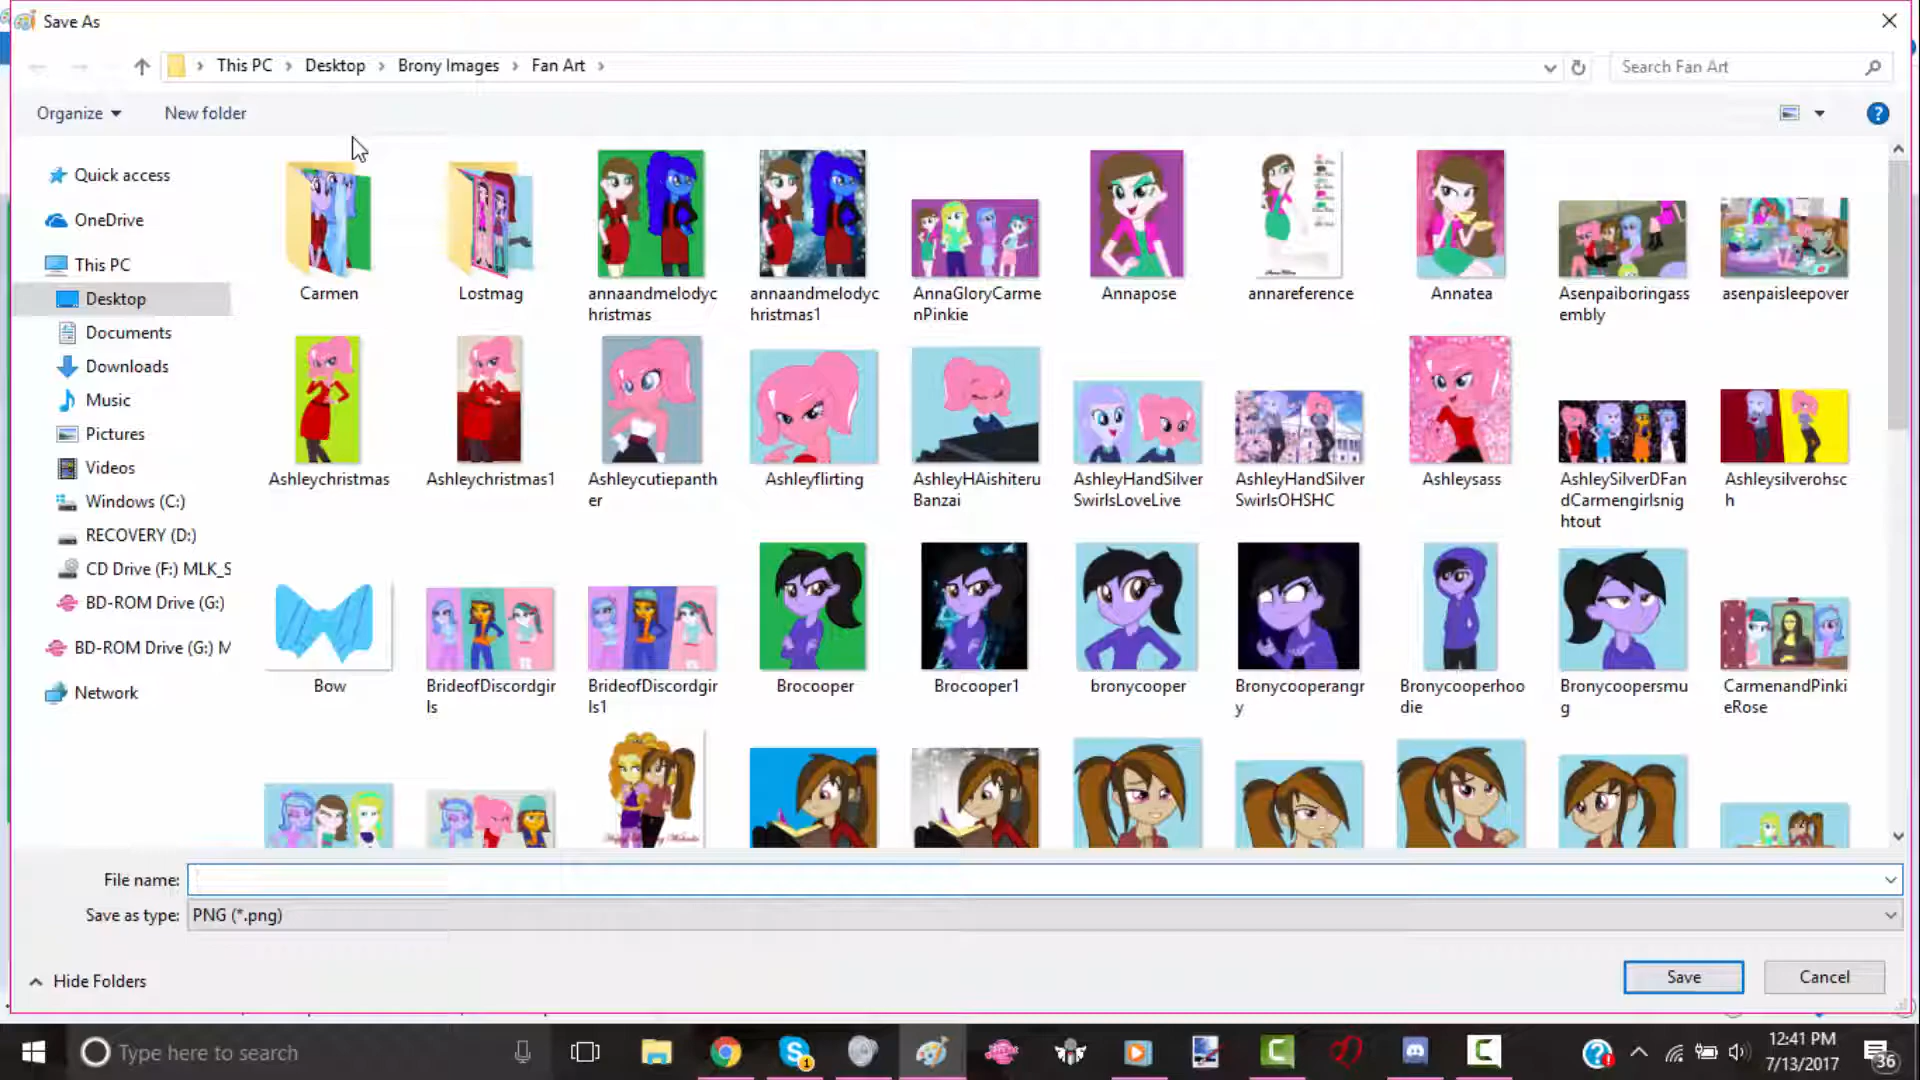 Save As
This PC > Desktop > Brony Images > Fan Art >
Search Fan Art
Organize
New folder
Quick access
OneDrive
This PC
Desktop
Documents
Downloads
Music
Pictures
Videos
Windows (C:)
RECOVERY (D:)
CD Drive (F:) MLK_S
BD-ROM Drive (G:)
BD-ROM Drive (G:) M
Network
Carmen
Lostmag
annaandmelodyc
hristmas
annaandmelodyc
hristmas1
AnnaGloryCarme
nPinkie
Annapose
annareference
Annatea
Asenpaiboringass
embly
asenpaisleepover
Ashleychristmas
Ashleychristmas1
Ashleycutiepanth
er
Ashleyflirting
AshleyHAishiteru
Banzai
AshleyHandSilver
SwirlsLoveLive
AshleyHandSilver
SwirlsOHSHC
Ashleysass
AshleySilverDFan
dCarmengirlsnig
htout
Ashleysilverohsc
h
Bow
BrideofDiscordgir
ls
BrideofDiscordgir
ls1
Brocooper
Brocooper1
bronycooper
Bronycooperangr
y
Bronycooperhoo
die
Bronycoopersmu
g
CarmenandPinki
eRose
File name:
Save as type:
PNG (*.png)
Hide Folders
Save
Cancel
Type here to search
1
12:41 PM
7/13/2017
36